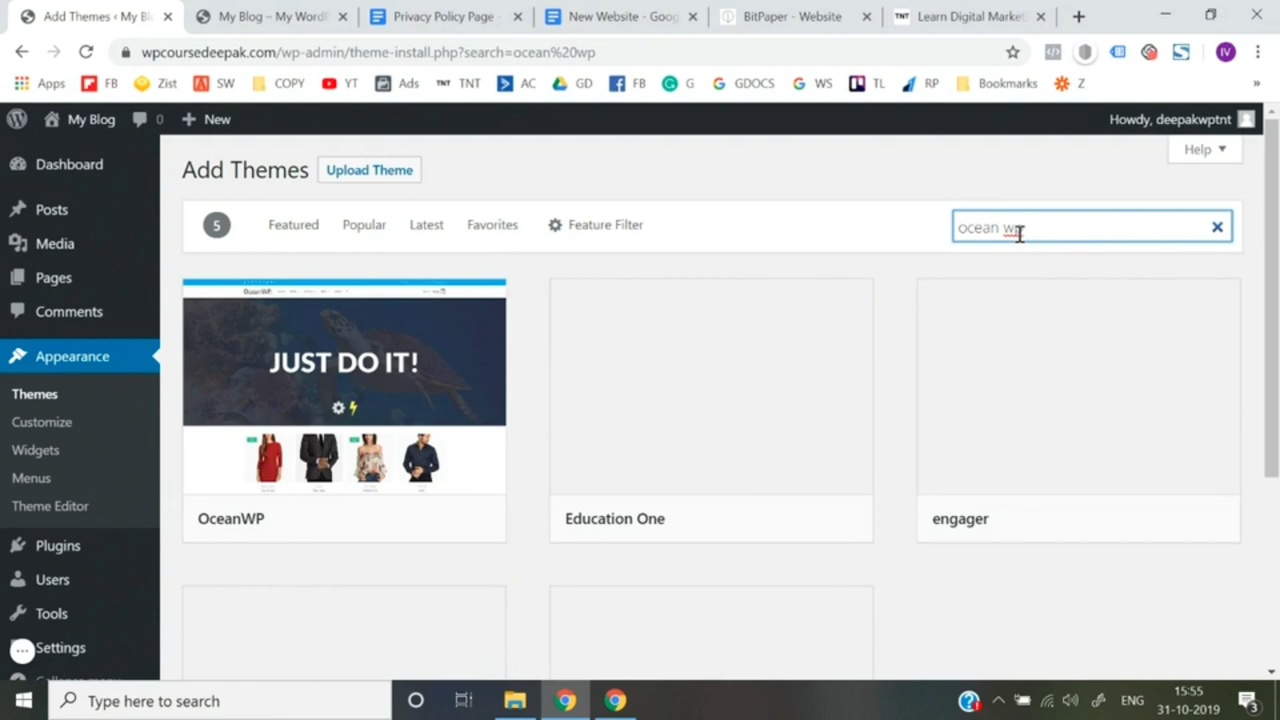 Add Themes ‹ My Bl
My Blog – My WordP
Privacy Policy Page -
New Website - Goog
BitPaper - Website
Learn Digital Market
wpcoursedeepak.com/wp-admin/theme-install.php?search=ocean%20wp
IV
Apps
FB
Zist
SW
COPY
YT
Ads
TNT TNT
AC
GD
FB
G
GDOCS
WS
TL
RP
Bookmarks
Z
»
My Blog
0
New
Howdy, deepakwptnt
Dashboard
Posts
Media
Pages
Comments
Appearance
Themes
Customize
Widgets
Menus
Theme Editor
Plugins
Users
Tools
Settings
Add Themes
Upload Theme
Help
5
Featured
Popular
Latest
Favorites
Feature Filter
ocean wp
OceanWP
JUST DO IT!
OceanWP
Education One
engager
Type here to search
ENG
15:55
31-10-2019
3